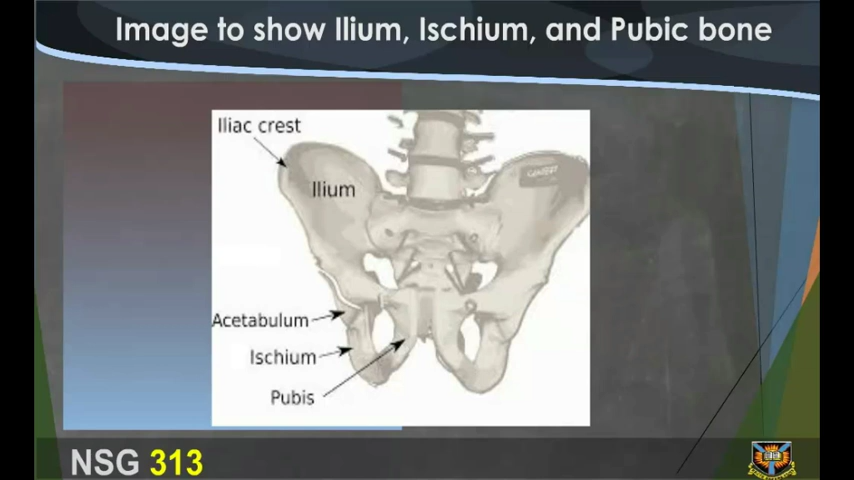 Image to show Ilium, Ischium, and Pubic bone
Iliac crest
Ilium
Acetabulum
Ischium
Pubis
NSG 313